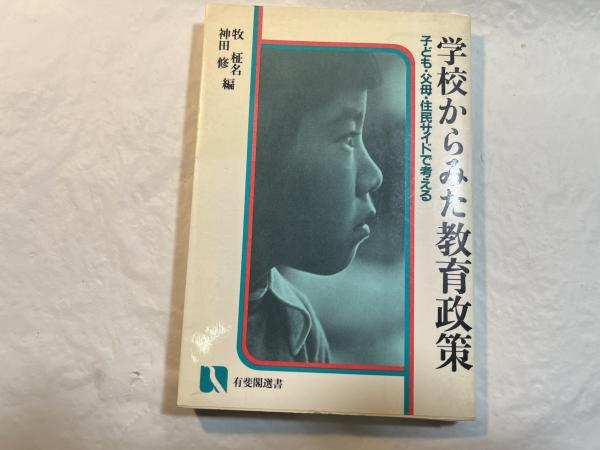 学校からみた教育政策
子ども・父母・住民サイドで考える
牧 柾名
神田 修 編
有斐閣選書